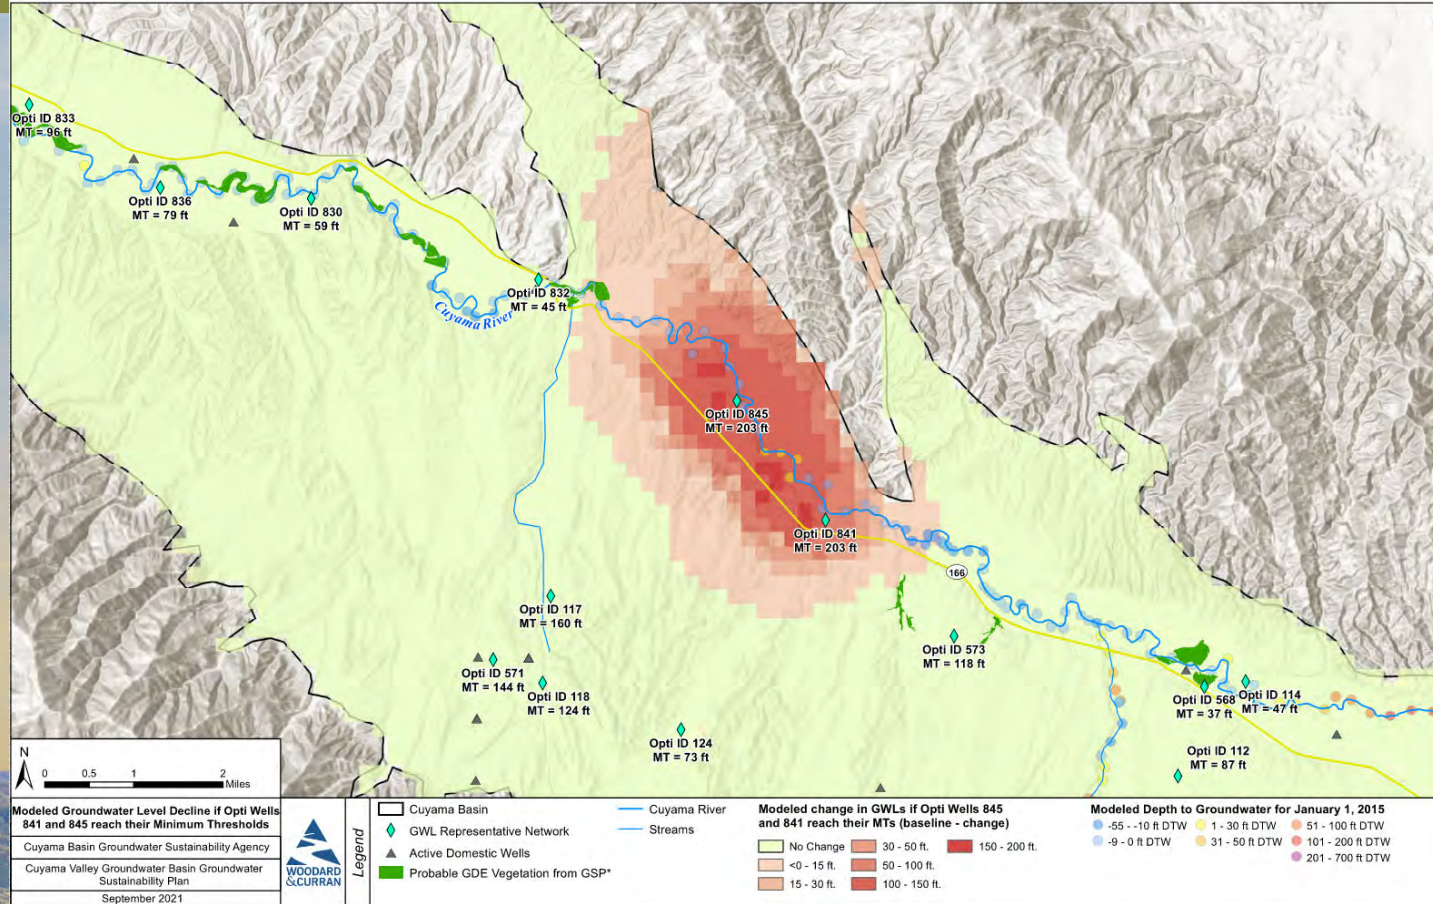 Opti ID 833
MT = 96 ft
Opti ID 836
MT = 79 ft
Opti ID 830
MT = 59 ft
Opti ID 832
MT = 45 ft
Cuyama River
Opti ID 845
MT = 203 ft
Opti ID 841
MT = 203 ft
166
Opti ID 117
MT = 160 ft
Opti ID 571
MT = 144 ft
Opti ID 118
MT = 124 ft
Opti ID 573
MT = 118 ft
Opti ID 568
MT = 37 ft
Opti ID 114
MT = 47 ft
Opti ID 124
MT = 73 ft
Opti ID 112
MT = 87 ft
N
0 0.5 1 2
Miles
Modeled Groundwater Level Decline if Opti Wells
841 and 845 reach their Minimum Thresholds
Cuyama Basin Groundwater Sustainability Agency
Cuyama Valley Groundwater Basin Groundwater
Sustainability Plan
September 2021
WOODARD
&CURRAN
Legend
Cuyama Basin
GWL Representative Network
Active Domestic Wells
Probable GDE Vegetation from GSP*
Cuyama River
Streams
Modeled change in GWLs if Opti Wells 845
and 841 reach their MTs (baseline - change)
No Change
<0 - 15 ft.
15 - 30 ft.
30 - 50 ft.
50 - 100 ft.
100 - 150 ft.
150 - 200 ft.
Modeled Depth to Groundwater for January 1, 2015
-55 - -10 ft DTW
-9 - 0 ft DTW
1 - 30 ft DTW
31 - 50 ft DTW
51 - 100 ft DTW
101 - 200 ft DTW
201 - 700 ft DTW